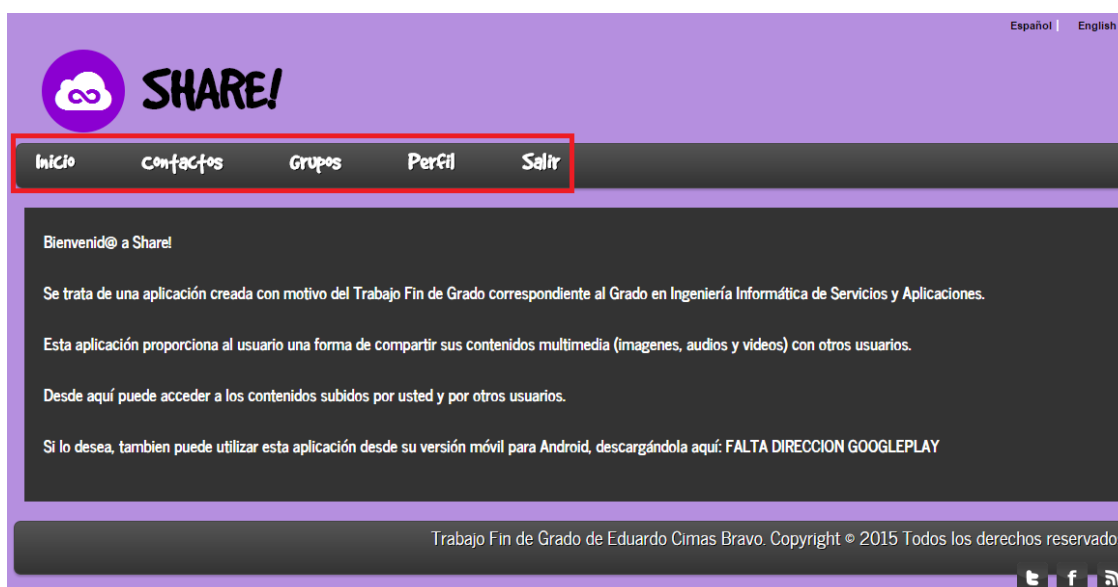 Español
English
SHARE!
Inicio
Contactos
Grupos
Perfil
Salir
Bienvenid@ a Share!
Se trata de una aplicación creada con motivo del Trabajo Fin de Grado correspondiente al Grado en Ingeniería Informática de Servicios y Aplicaciones.
Esta aplicación proporciona al usuario una forma de compartir sus contenidos multimedia (imagenes, audios y videos) con otros usuarios.
Desde aquí puede acceder a los contenidos subidos por usted y por otros usuarios.
Si lo desea, tambien puede utilizar esta aplicación desde su versión móvil para Android, descargándola aquí: FALTA DIRECCION GOOGLEPLAY
Trabajo Fin de Grado de Eduardo Cimas Bravo. Copyright © 2015 Todos los derechos reservado